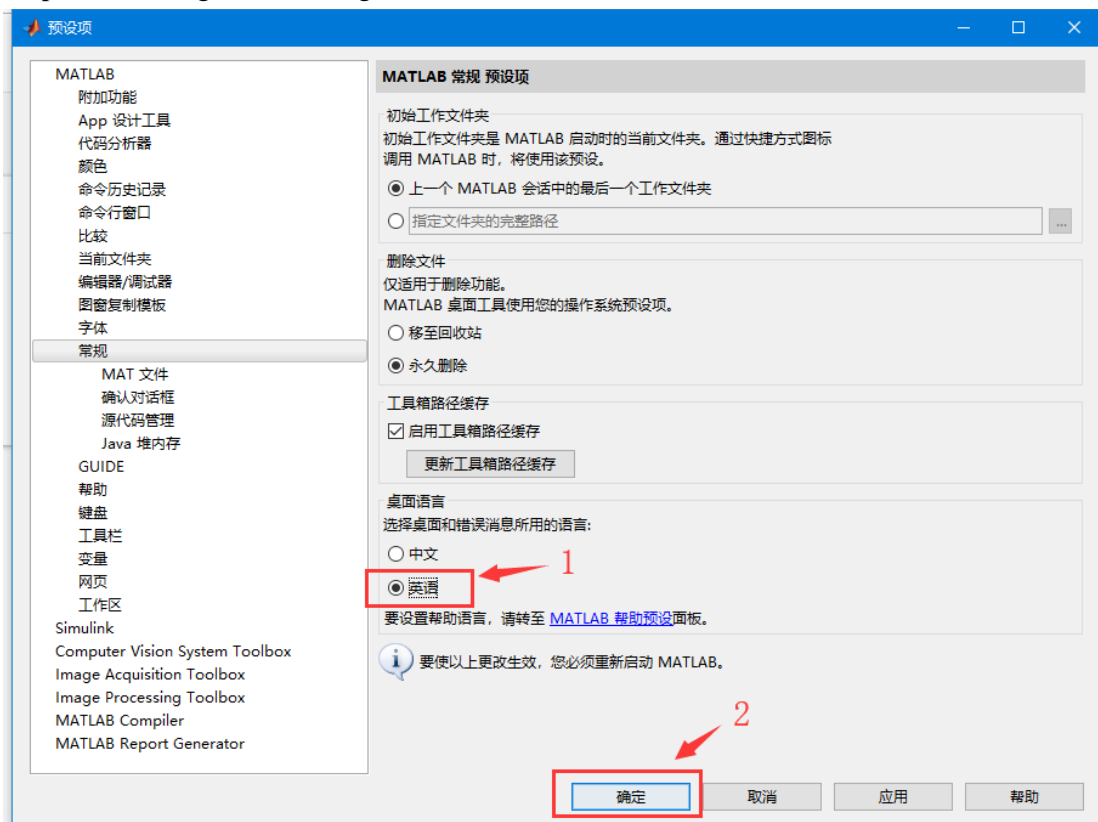 预设项
MATLAB
附加功能
App 设计工具
代码分析器
颜色
命令历史记录
命令行窗口
比较
当前文件夹
编辑器/调试器
图窗复制模板
字体
常规
MAT 文件
确认对话框
源代码管理
Java 堆内存
GUIDE
帮助
键盘
工具栏
变量
网页
工作区
Simulink
Computer Vision System Toolbox
Image Acquisition Toolbox
Image Processing Toolbox
MATLAB Compiler
MATLAB Report Generator
MATLAB 常规 预设项
初始工作文件夹
初始工作文件夹是 MATLAB 启动时的当前文件夹。通过快捷方式图标
调用 MATLAB 时，将使用该预设。
上一个 MATLAB 会话中的最后一个工作文件夹
指定文件夹的完整路径
...
删除文件
仅适用于删除功能。
MATLAB 桌面工具使用您的操作系统预设项。
移至回收站
永久删除
工具箱路径缓存
启用工具箱路径缓存
更新工具箱路径缓存
桌面语言
选择桌面和错误消息所用的语言:
中文
1
英语
要设置帮助语言，请转至 MATLAB 帮助预设面板。
要使以上更改生效，您必须重新启动 MATLAB。
2
确定 取消 应用 帮助